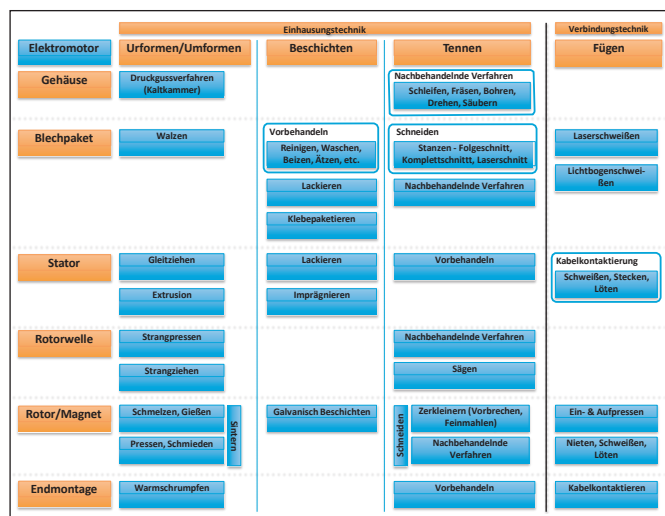 Einhausungstechnik
Verbindungstechnik
Elektromotor
Urformen/Umformen
Beschichten
Tennen
Fügen
Gehäuse
Druckgussverfahren
(Kaltkammer)
Nachbehandelnde Verfahren
Schleifen, Fräsen, Bohren,
Drehen, Säubern
Blechpaket
Walzen
Vorbehandeln
Reinigen, Waschen,
Beizen, Ätzen, etc.
Lackieren
Klebepaketieren
Schneiden
Stanzen - Folgeschnitt,
Komplettschnittt, Laserschnitt
Nachbehandelnde Verfahren
Laserschweißen
Lichtbogenschwei-
ßen
Stator
Gleitziehen
Extrusion
Lackieren
Imprägnieren
Vorbehandeln
Kabelkontaktierung
Schweißen, Stecken,
Löten
Rotorwelle
Strangpressen
Strangziehen
Nachbehandelnde Verfahren
Sägen
Rotor/Magnet
Schmelzen, Gießen
Pressen, Schmieden
Sintern
Galvanisch Beschichten
Schneiden
Zerkleinern (Vorbrechen,
Feinmahlen)
Nachbehandelnde
Verfahren
Ein- & Aufpressen
Nieten, Schweißen,
Löten
Endmontage
Warmschrumpfen
Vorbehandeln
Kabelkontaktieren